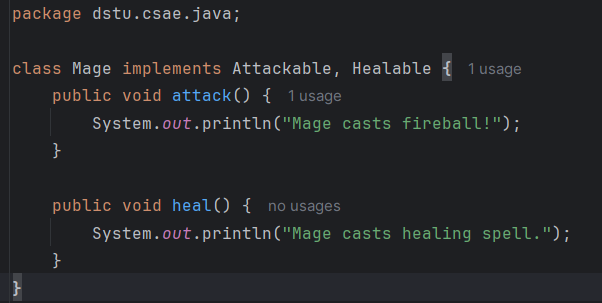 package dstu.csae.java;
class Mage implements Attackable, Healable { 1 usage
public void attack() { 1 usage
System.out.println("Mage casts fireball!");
}
public void heal() { no usages
System.out.println("Mage casts healing spell.");
}
}